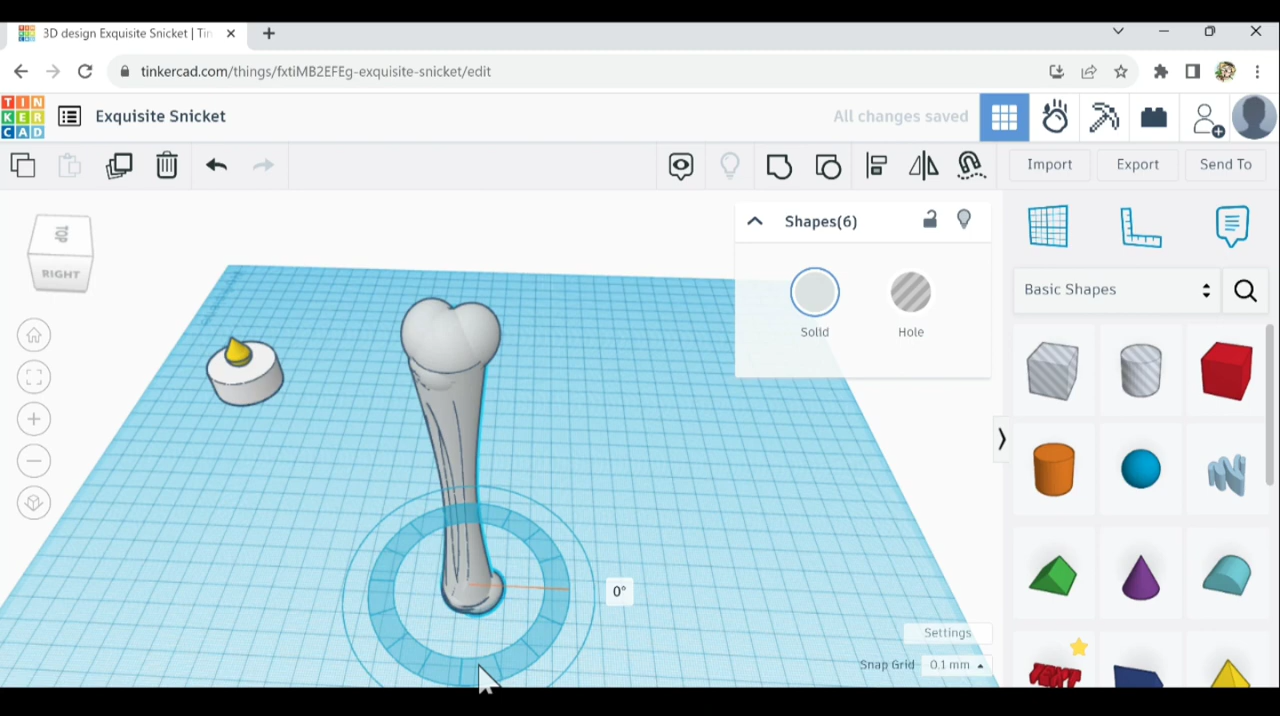 3D design Exquisite Snicket | Tin
tinkercad.com/things/fxtiMB2EFEg-exquisite-snicket/edit
TIN
KER
CAD
Exquisite Snicket
All changes saved
Import
Export
Send To
TOP
RIGHT
Shapes(6)
Solid
Hole
Basic Shapes
0°
Settings
Snap Grid
0.1 mm
TEXT